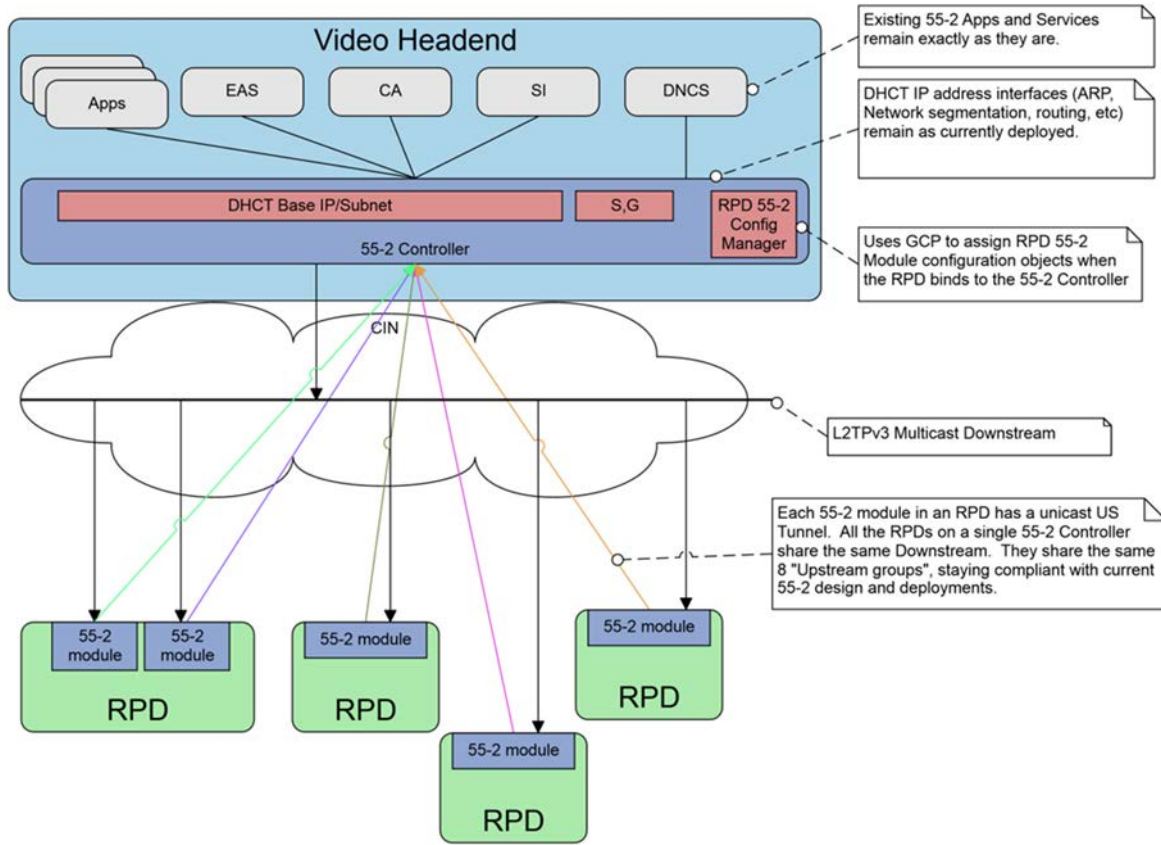 Video Headend
Apps
EAS
CA
SI
DNCS
Existing 55-2 Apps and Services
remain exactly as they are.
DHCT IP address interfaces (ARP,
Network segmentation, routing, etc)
remain as currently deployed.
DHCT Base IP/Subnet
S,G
RPD 55-2
Config
Manager
55-2 Controller
Uses GCP to assign RPD 55-2
Module configuration objects when
the RPD binds to the 55-2 Controller
CIN
L2TPv3 Multicast Downstream
Each 55-2 module in an RPD has a unicast US
Tunnel. All the RPDs on a single 55-2 Controller
share the same Downstream. They share the same
8 "Upstream groups", staying compliant with current
55-2 design and deployments.
55-2
module
55-2
module
RPD
55-2 module
RPD
55-2 module
RPD
55-2 module
RPD